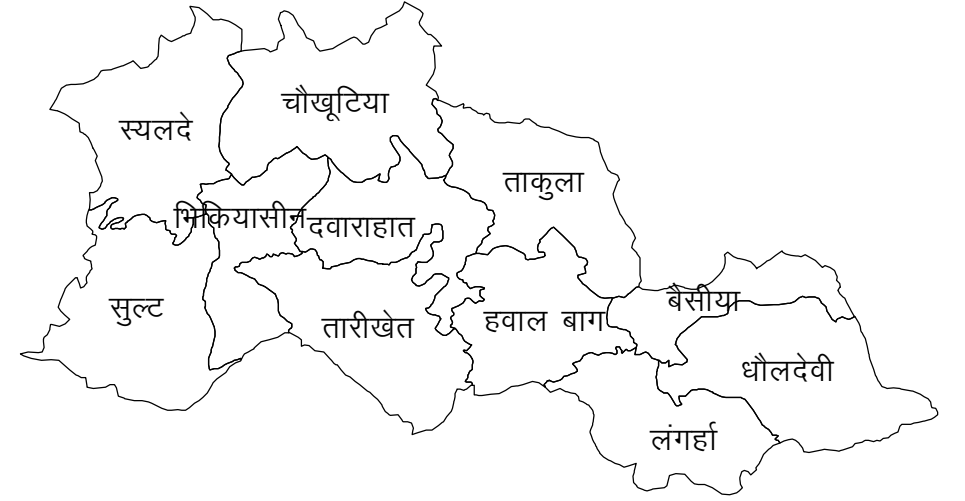 चौखूटिया
स्यलदे
ताकुला
भिकियासीन
दवाराहात
बैसीया
सुल्ट
तारीखेत
हवाल बाग
धौलदेवी
लंगर्हा